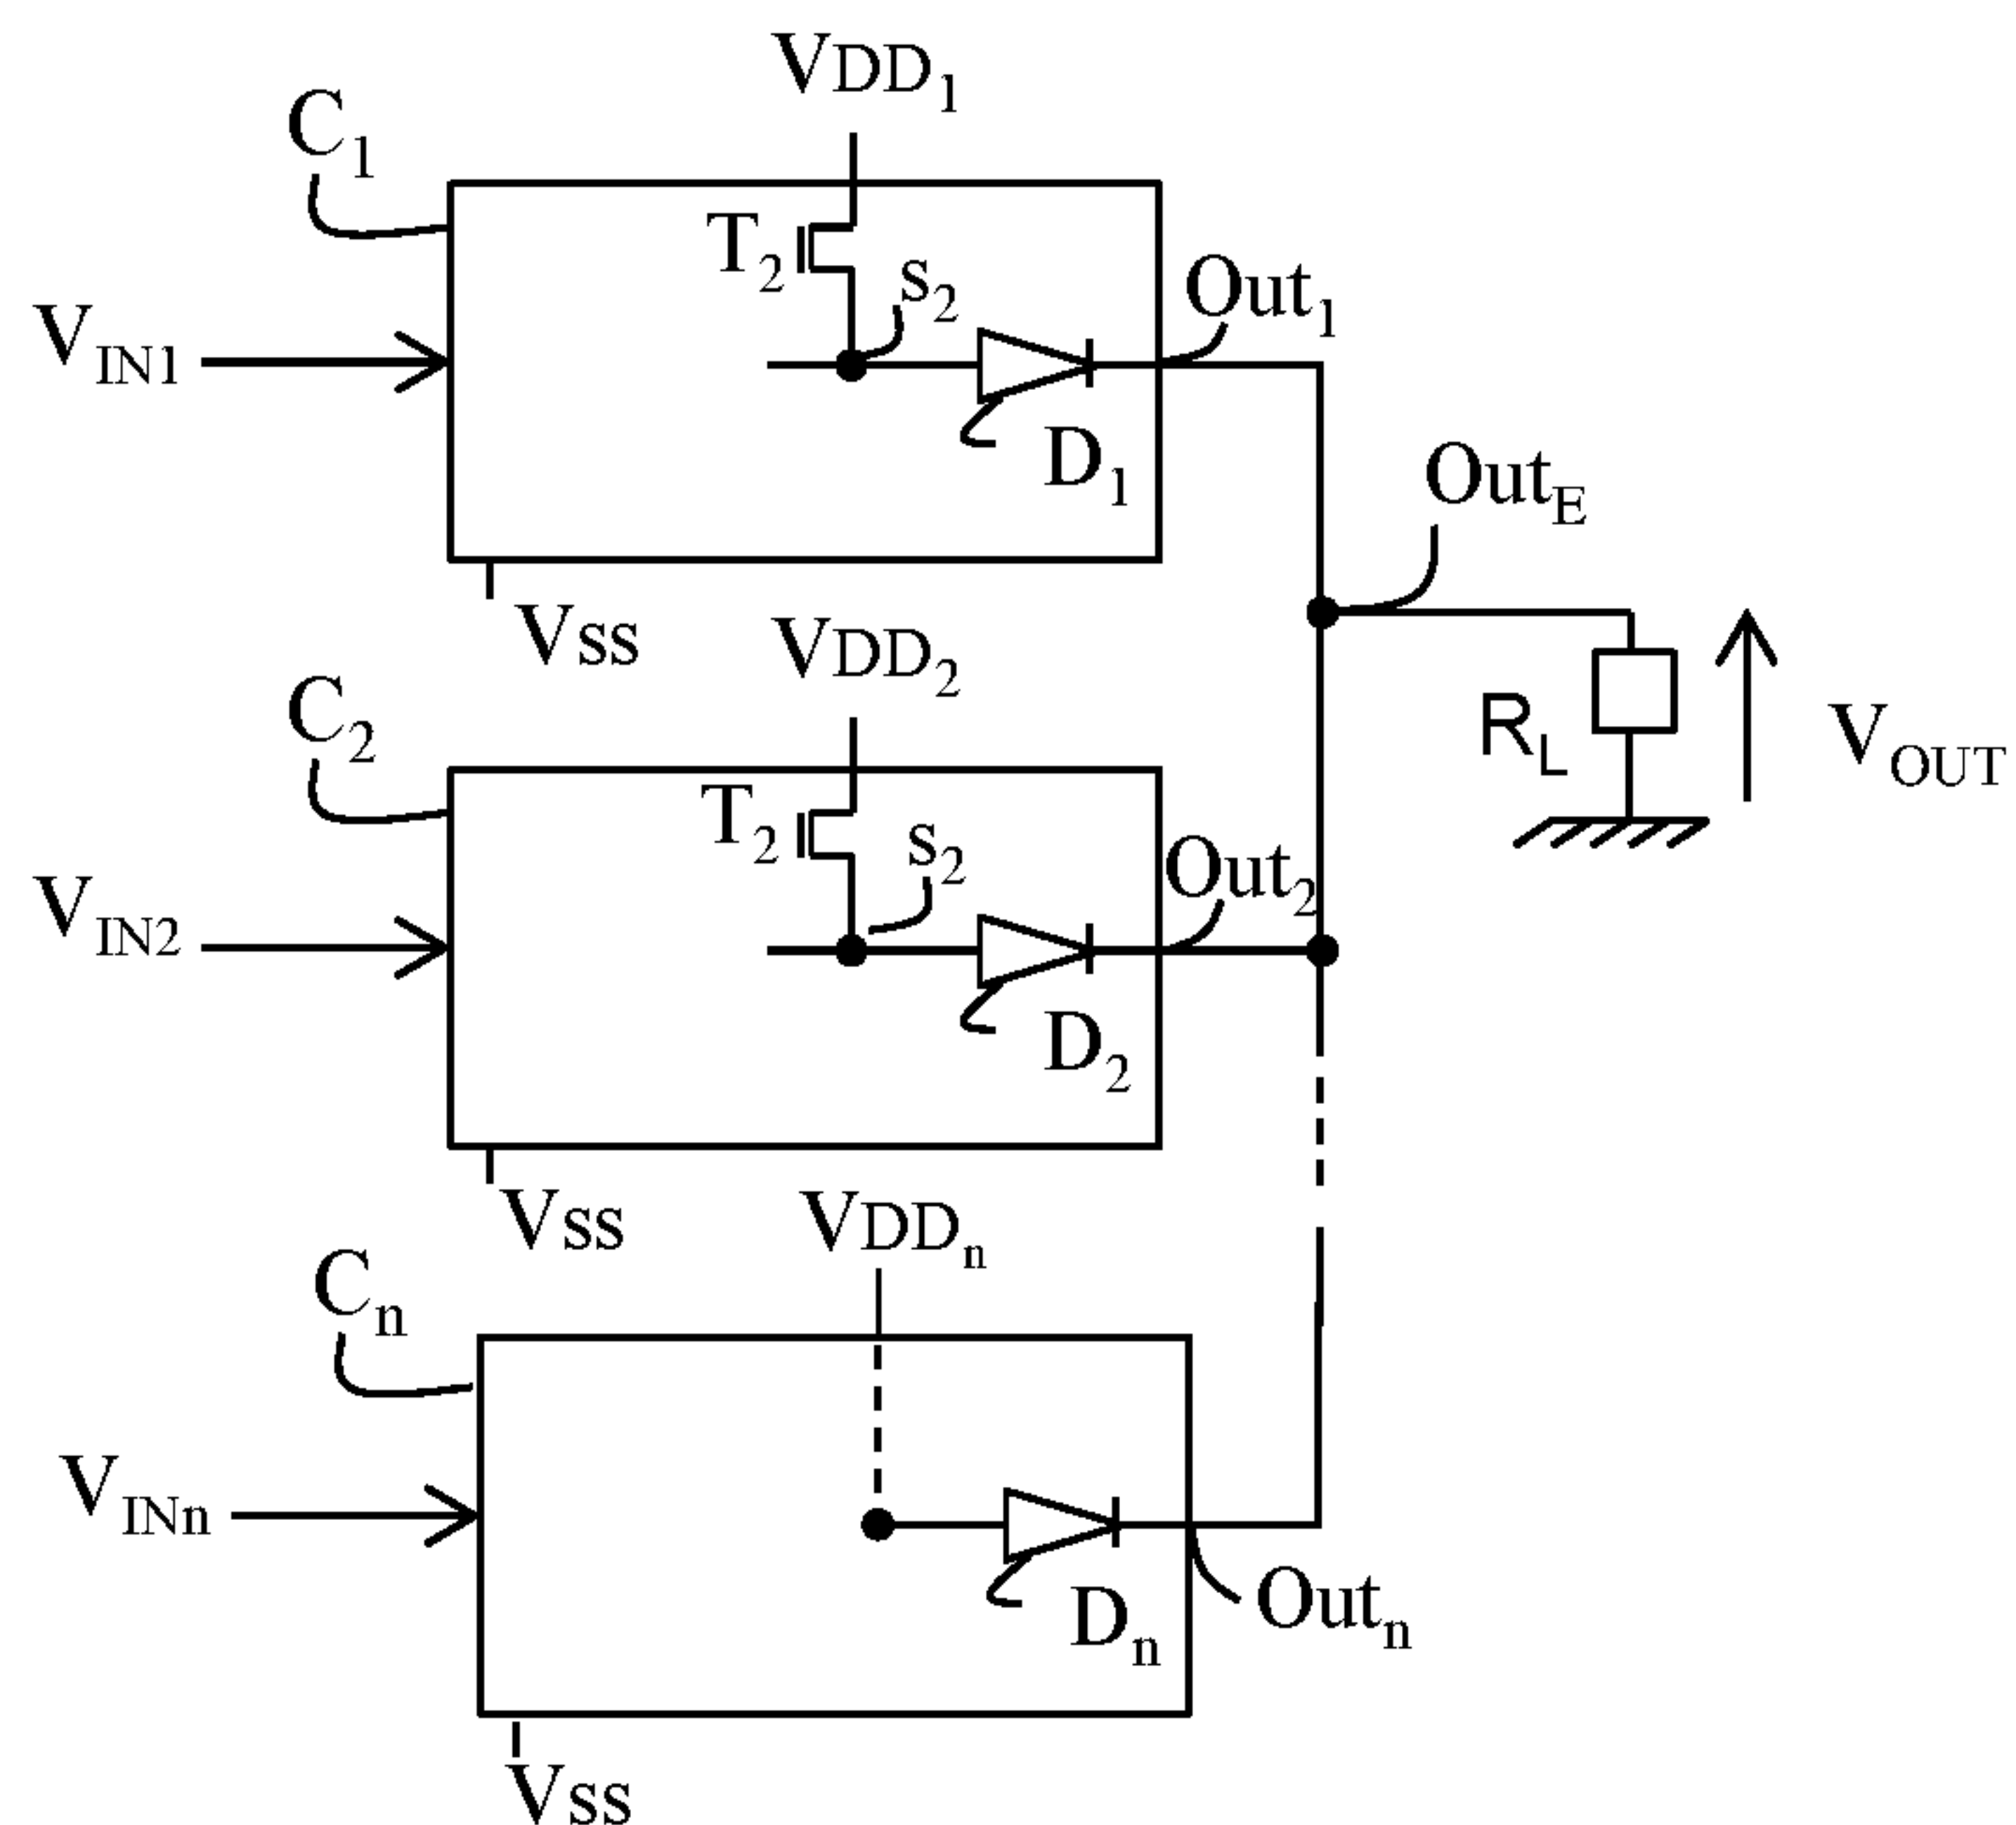 VDD1
C1
T2
s2
Out1
VIN1
D1
OutE
Vss
VDD2
C2
RL
VOUT
T2
s2
Out2
VIN2
D2
Vss
VDDn
Cn
VINn
Dn
Outn
Vss